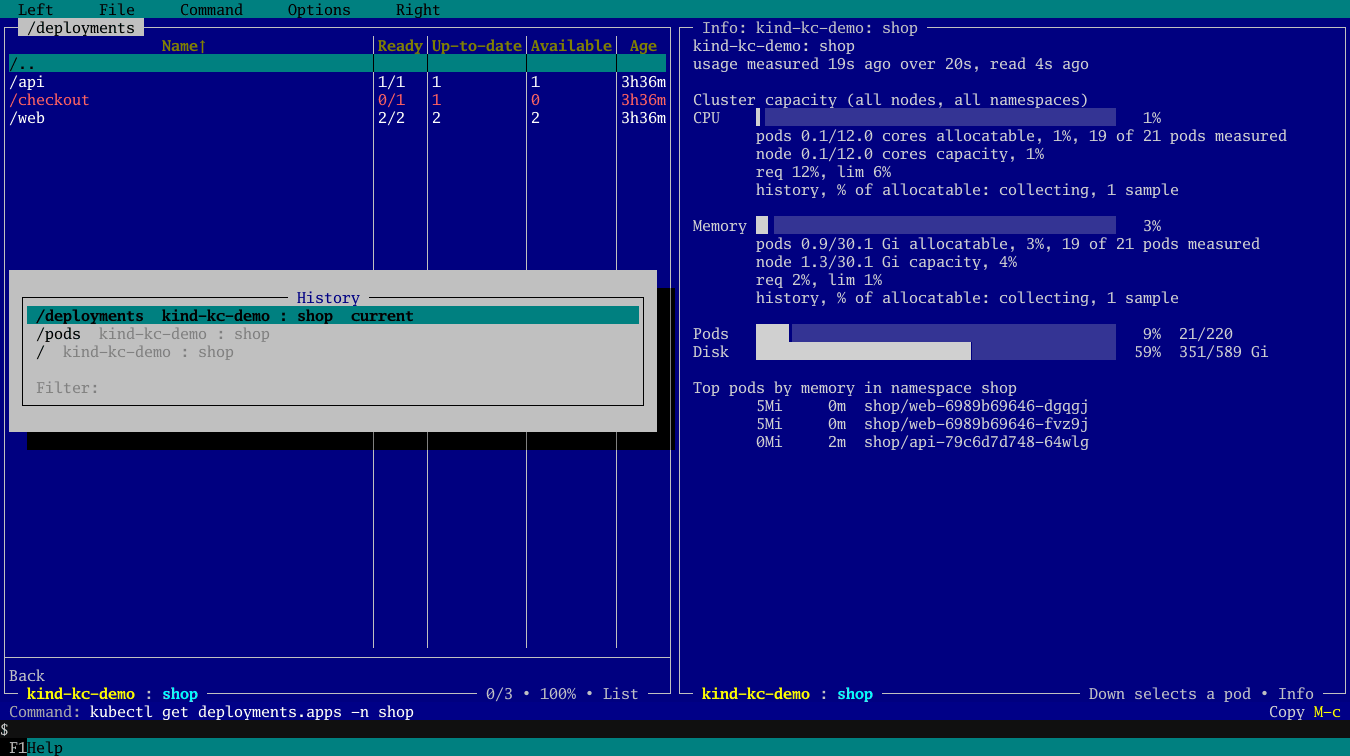 Left File Command Options Right
/deployments
Name↑ Ready Up-to-date Available Age
/..
/api 1/1 1 1 3h36m
/checkout 0/1 1 0 3h36m
/web 2/2 2 2 3h36m
History
/deployments kind-kc-demo : shop current
/pods kind-kc-demo : shop
/ kind-kc-demo : shop
Filter:
Back
kind-kc-demo : shop 0/3 • 100% • List
Info: kind-kc-demo: shop
kind-kc-demo: shop
usage measured 19s ago over 20s, read 4s ago
Cluster capacity (all nodes, all namespaces)
CPU 1%
pods 0.1/12.0 cores allocatable, 1%, 19 of 21 pods measured
node 0.1/12.0 cores capacity, 1%
req 12%, lim 6%
history, % of allocatable: collecting, 1 sample
Memory 3%
pods 0.9/30.1 Gi allocatable, 3%, 19 of 21 pods measured
node 1.3/30.1 Gi capacity, 4%
req 2%, lim 1%
history, % of allocatable: collecting, 1 sample
Pods 9% 21/220
Disk 59% 351/589 Gi
Top pods by memory in namespace shop
5Mi 0m shop/web-6989b69646-dgqgj
5Mi 0m shop/web-6989b69646-fvz9j
0Mi 2m shop/api-79c6d7d748-64wlg
kind-kc-demo : shop Down selects a pod • Info
Command: kubectl get deployments.apps -n shop Copy M-c
$
F1Help